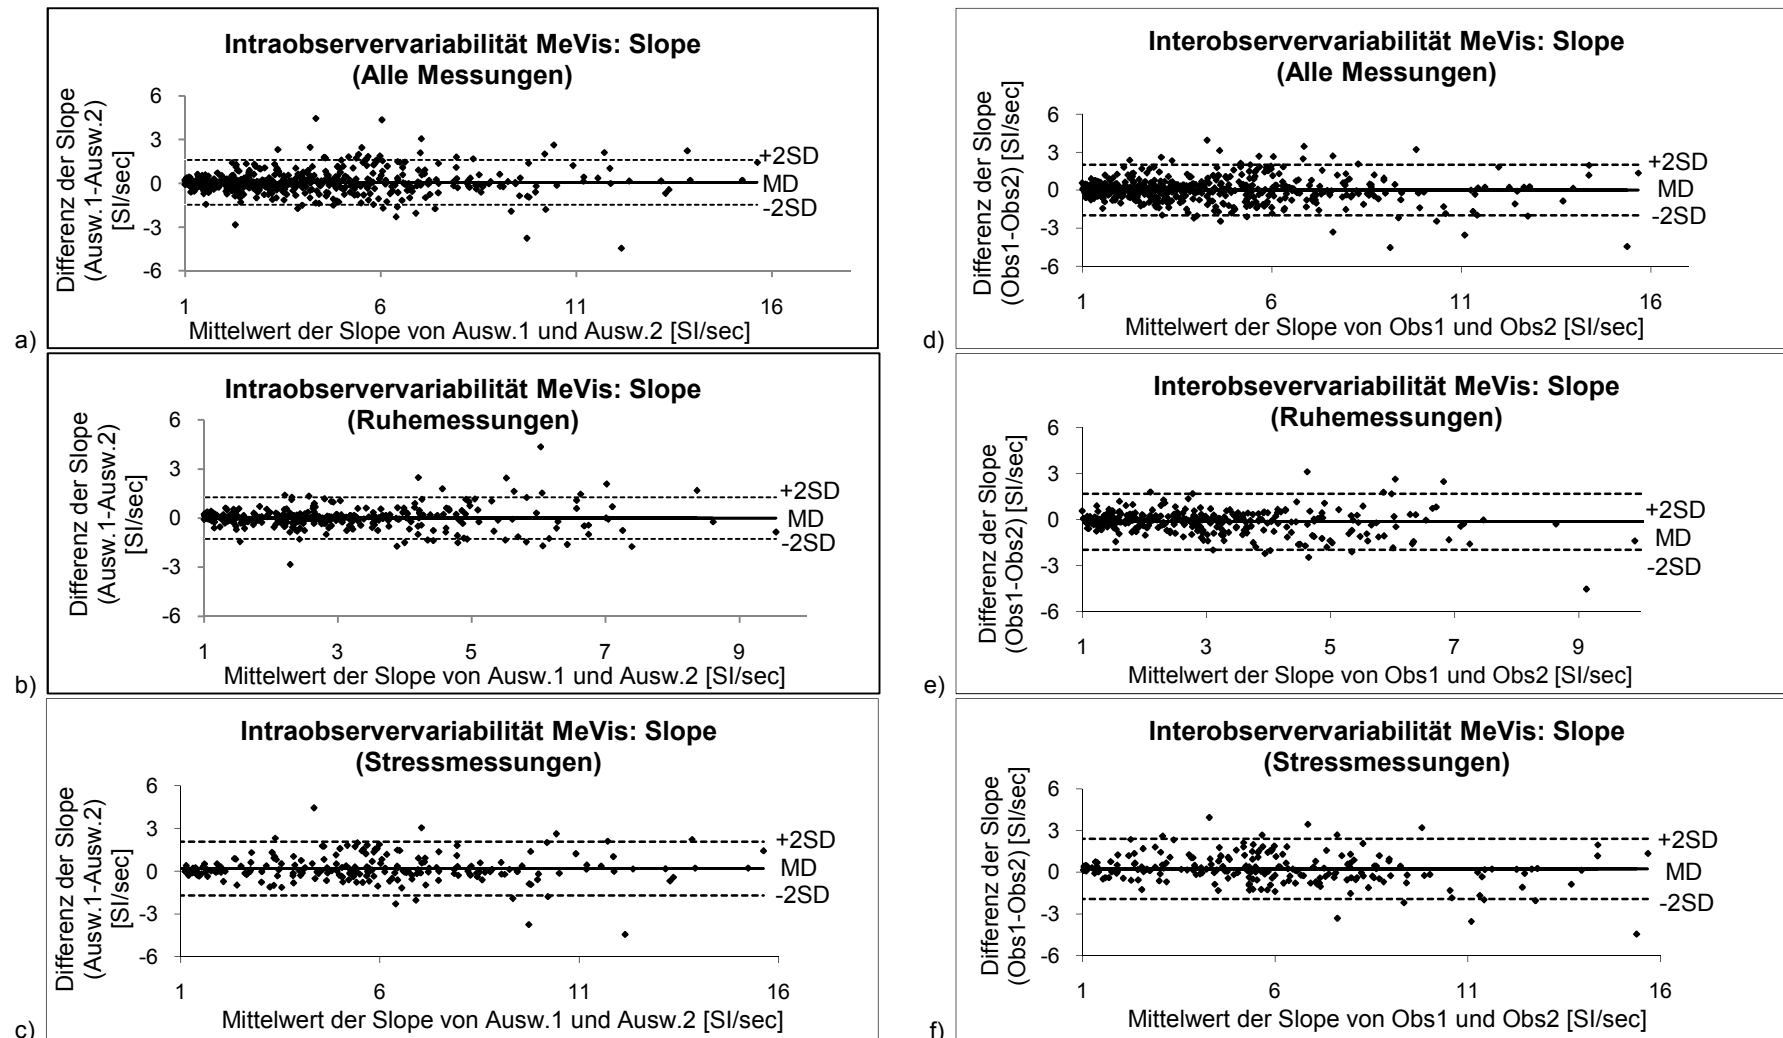 Intraobservervariabilität MeVis: Slope
(Alle Messungen)
Differenz der Slope
(Ausw.1-Ausw.2)
[SI/sec]
6
3
0
-3
-6
+2SD
MD
-2SD
1
6
11
16
Mittelwert der Slope von Ausw.1 und Ausw.2 [SI/sec]
a)
Interobservervariabilität MeVis: Slope
(Alle Messungen)
Differenz der Slope
(Obs1-Obs2) [SI/sec]
6
3
0
-3
-6
+2SD
MD
-2SD
1
6
11
16
Mittelwert der Slope von Obs1 und Obs2 [SI/sec]
d)
Intraobservervariabilität MeVis: Slope
(Ruhemessungen)
Differenz der Slope
(Ausw.1-Ausw.2)
[SI/sec]
6
3
0
-3
-6
+2SD
MD
-2SD
1
3
5
7
9
Mittelwert der Slope von Ausw.1 und Ausw.2 [SI/sec]
b)
Interobsevervariabilität MeVis: Slope
(Ruhemessungen)
Differenz der Slope
(Obs1-Obs2) [SI/sec]
6
3
0
-3
-6
+2SD
MD
-2SD
1
3
5
7
9
Mittelwert der Slope von Obs1 und Obs2 [SI/sec]
e)
Intraobservervariabilität MeVis: Slope
(Stressmessungen)
Differenz der Slope
(Ausw.1-Ausw.2)
[SI/sec]
6
3
0
-3
-6
+2SD
MD
-2SD
1
6
11
16
Mittelwert der Slope von Ausw.1 und Ausw.2 [SI/sec]
c)
Interobservervariabilität MeVis: Slope
(Stressmessungen)
Differenz der Slope
(Obs1-Obs2) [SI/sec]
6
3
0
-3
-6
+2SD
MD
-2SD
1
6
11
16
Mittelwert der Slope von Obs1 und Obs2 [SI/sec]
f)